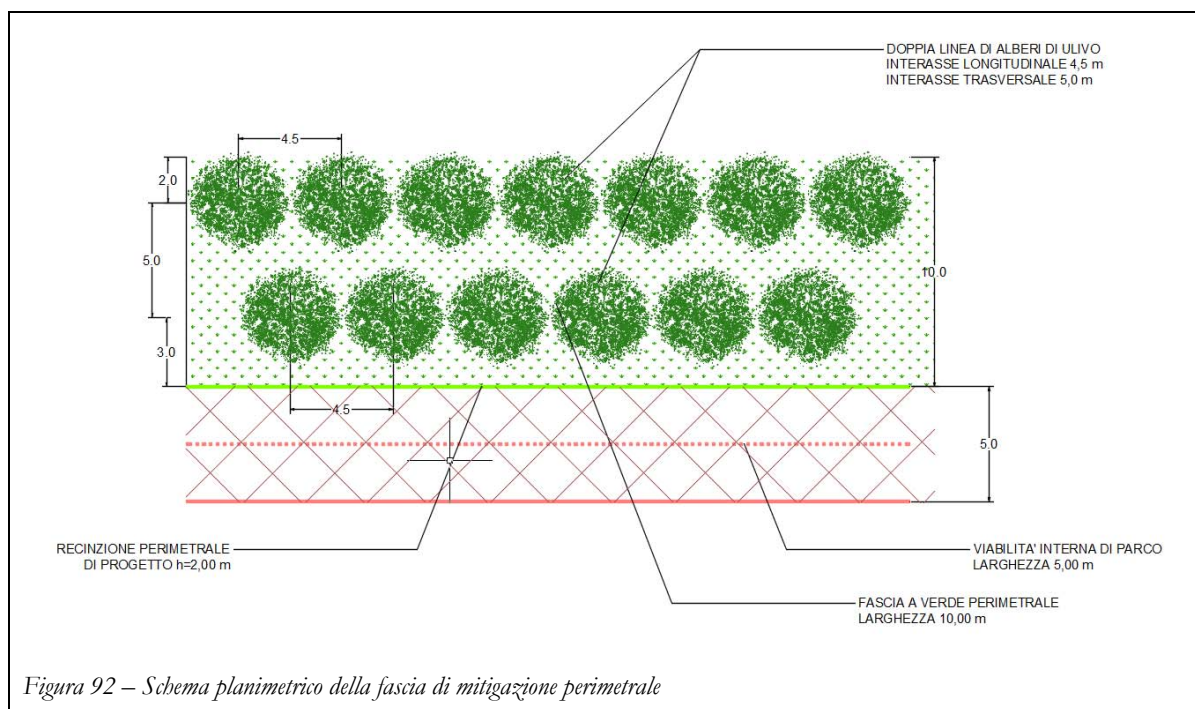 DOPPIA LINEA DI ALBERI DI ULIVO
INTERASSE LONGITUDINALE 4,5 m
INTERASSE TRASVERSALE 5,0 m
4.5
2.0
5.0
10.0
3.0
4.5
5.0
RECINZIONE PERIMETRALE
DI PROGETTO h=2,00 m
VIABILITA' INTERNA DI PARCO
LARGHEZZA 5,00 m
FASCIA A VERDE PERIMETRALE
LARGHEZZA 10,00 m
Figura 92 – Schema planimetrico della fascia di mitigazione perimetrale